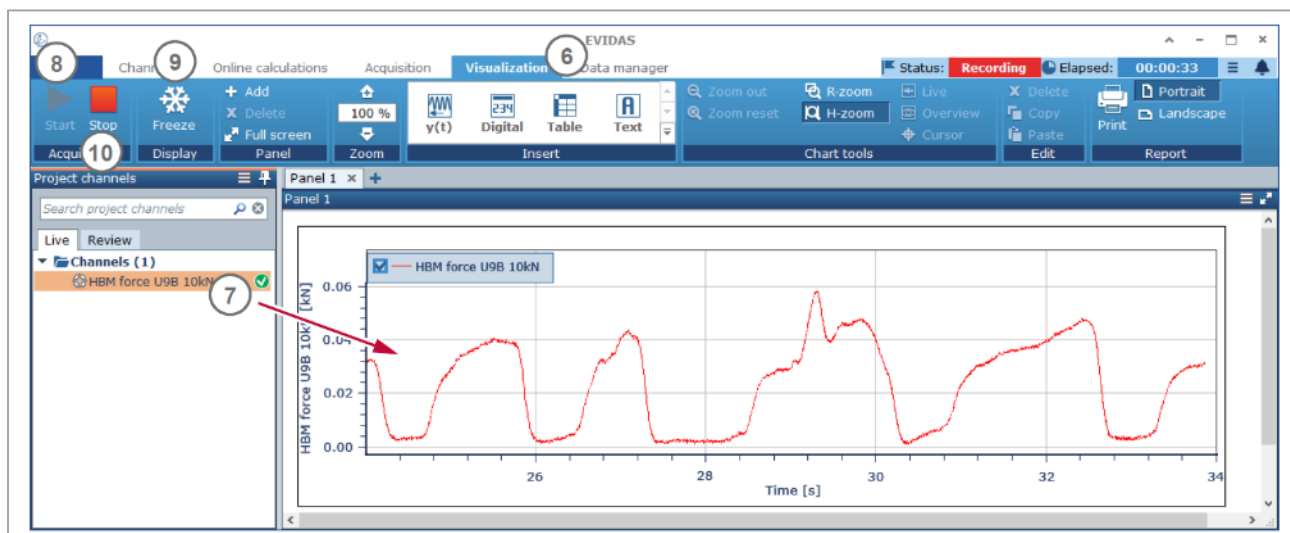 EVIDAS
8
Chann
9
Online calculations
Acquisition
Visualization
6
Data manager
Status:
Recording
Elapsed:
00:00:33
Start
Stop
Acqui
10
Freeze
Display
Add
Delete
Full screen
Panel
100 %
Zoom
y(t)
Digital
Table
Text
Insert
Zoom out
Zoom reset
R-zoom
H-zoom
Live
Overview
Cursor
Chart tools
Delete
Copy
Paste
Edit
Print
Portrait
Landscape
Report
Project channels
Search project channels
Live
Review
Channels (1)
HBM force U9B 10kN
7
Panel 1
Panel 1
HBM force U9B 10kN
HBM force U9B 10k [kN]
0.06
0.04
0.02
0.00
26
28
30
32
34
Time [s]